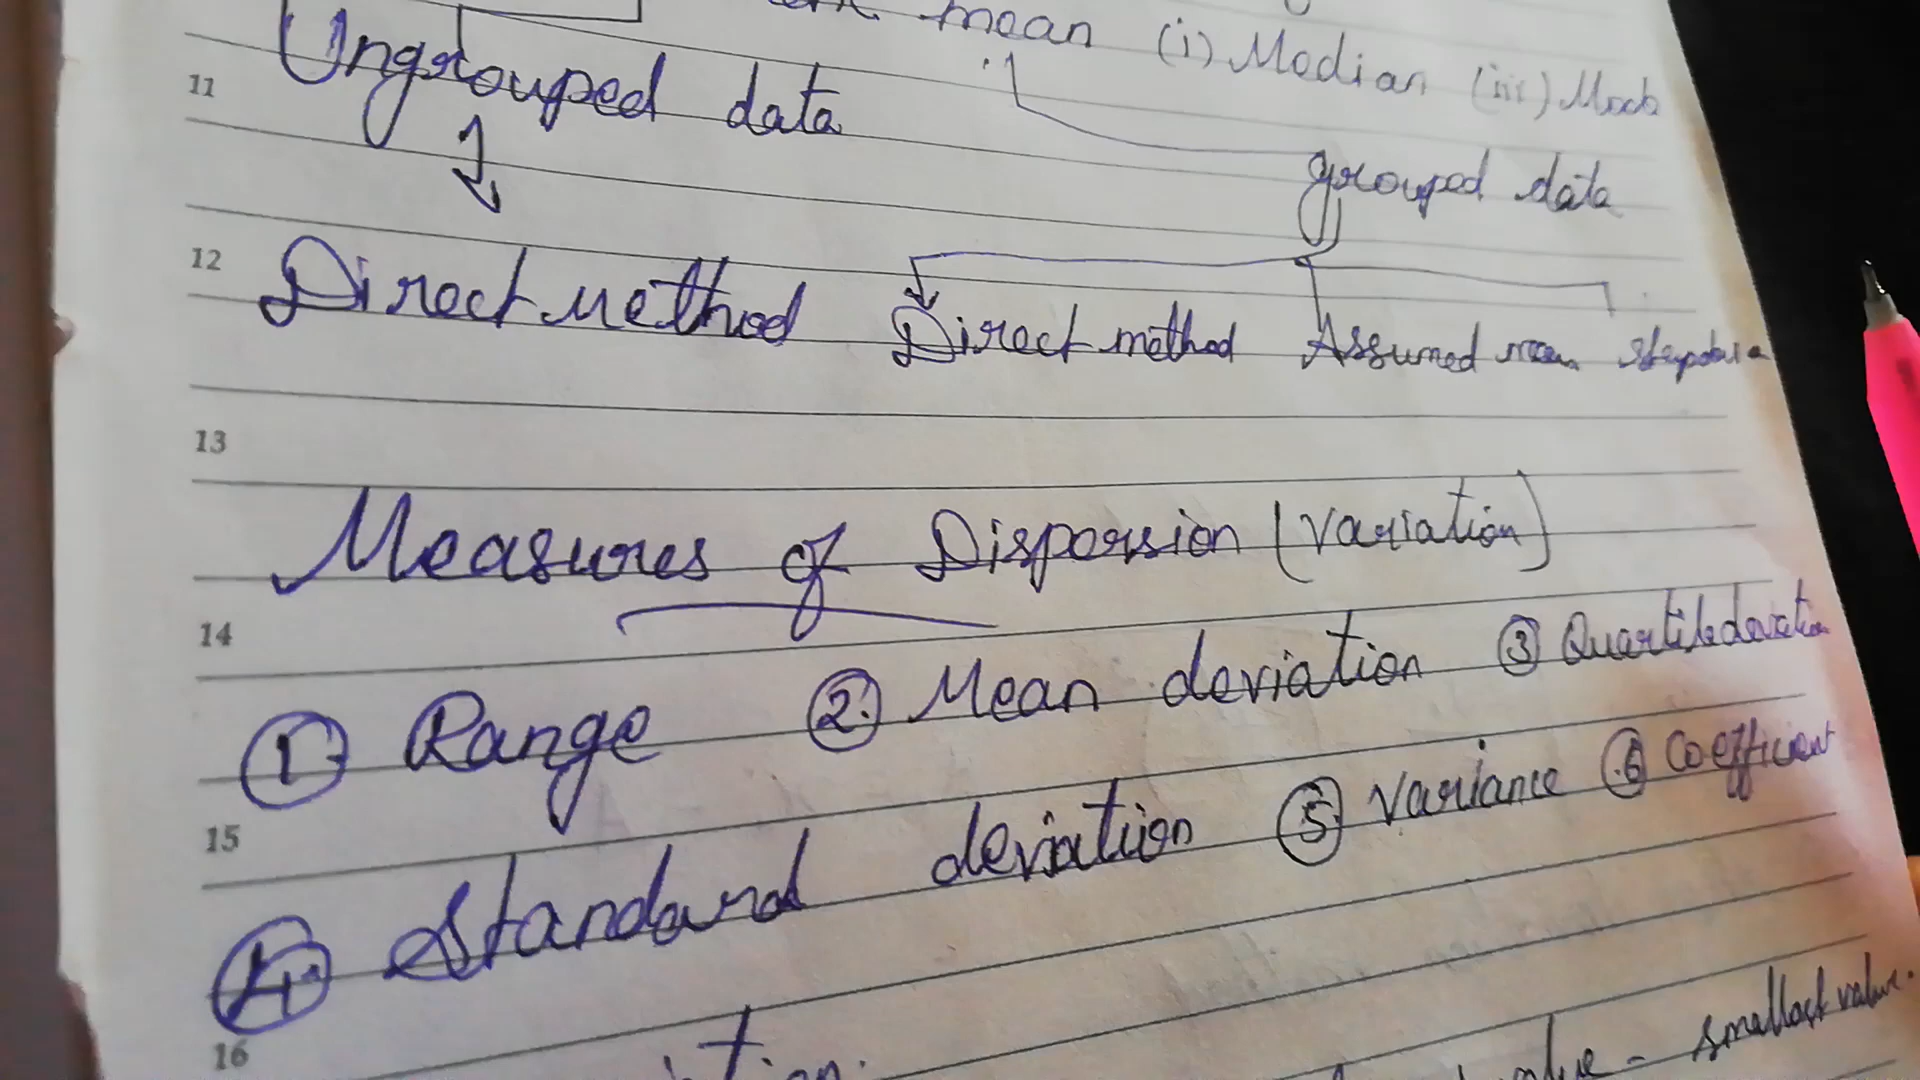 mean (i) Median (iii) Mode
11 Ungrouped data
grouped data
12 Direct method Direct method Assumed mean
13
Measures of Dispersion (Variation)
14
① Range ② Mean deviation ③ Quartile deviation
15
④ Standard deviation ⑤ Variance ⑥ Coefficient
16
- smallest value.